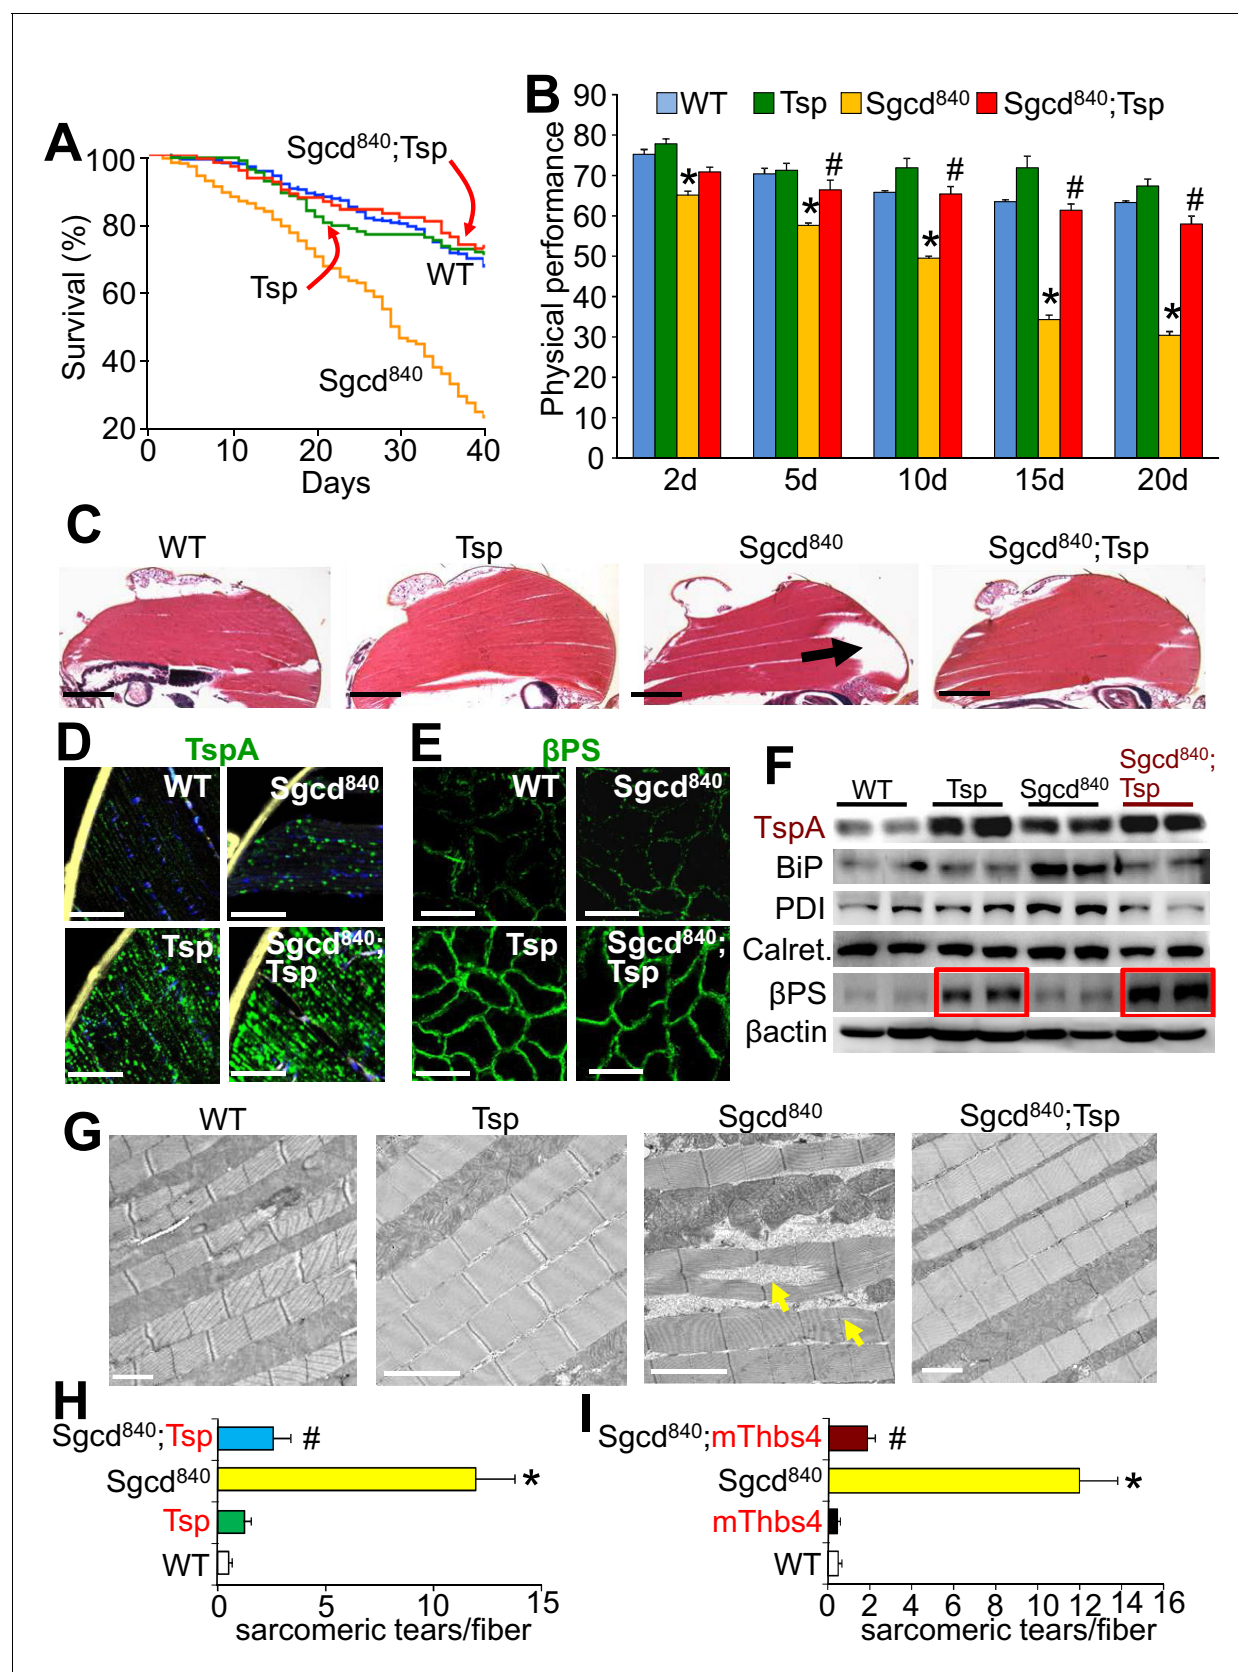 A
Sgcd840;Tsp
100
80
60
40
20
Survival (%)
Tsp
WT
Sgcd840
0 10 20 30 40
Days
B
WT Tsp Sgcd840 Sgcd840;Tsp
90
80
70
60
50
40
30
20
10
0
Physical performance
* * # * # * # * #
2d 5d 10d 15d 20d
C
WT Tsp Sgcd840 Sgcd840;Tsp
D
TspA
WT Sgcd840
Tsp Sgcd840;
Tsp
E
βPS
WT Sgcd840
Tsp Sgcd840;
Tsp
F
WT Tsp Sgcd840 Sgcd840;
Tsp
TspA
BiP
PDI
Calret.
βPS
βactin
G
WT Tsp Sgcd840 Sgcd840;Tsp
H
Sgcd840;Tsp #
Sgcd840 *
Tsp
WT
0 5 10 15
sarcomeric tears/fiber
I
Sgcd840;mThbs4 #
Sgcd840 *
mThbs4
WT
0 2 4 6 8 10 12 14 16
sarcomeric tears/fiber